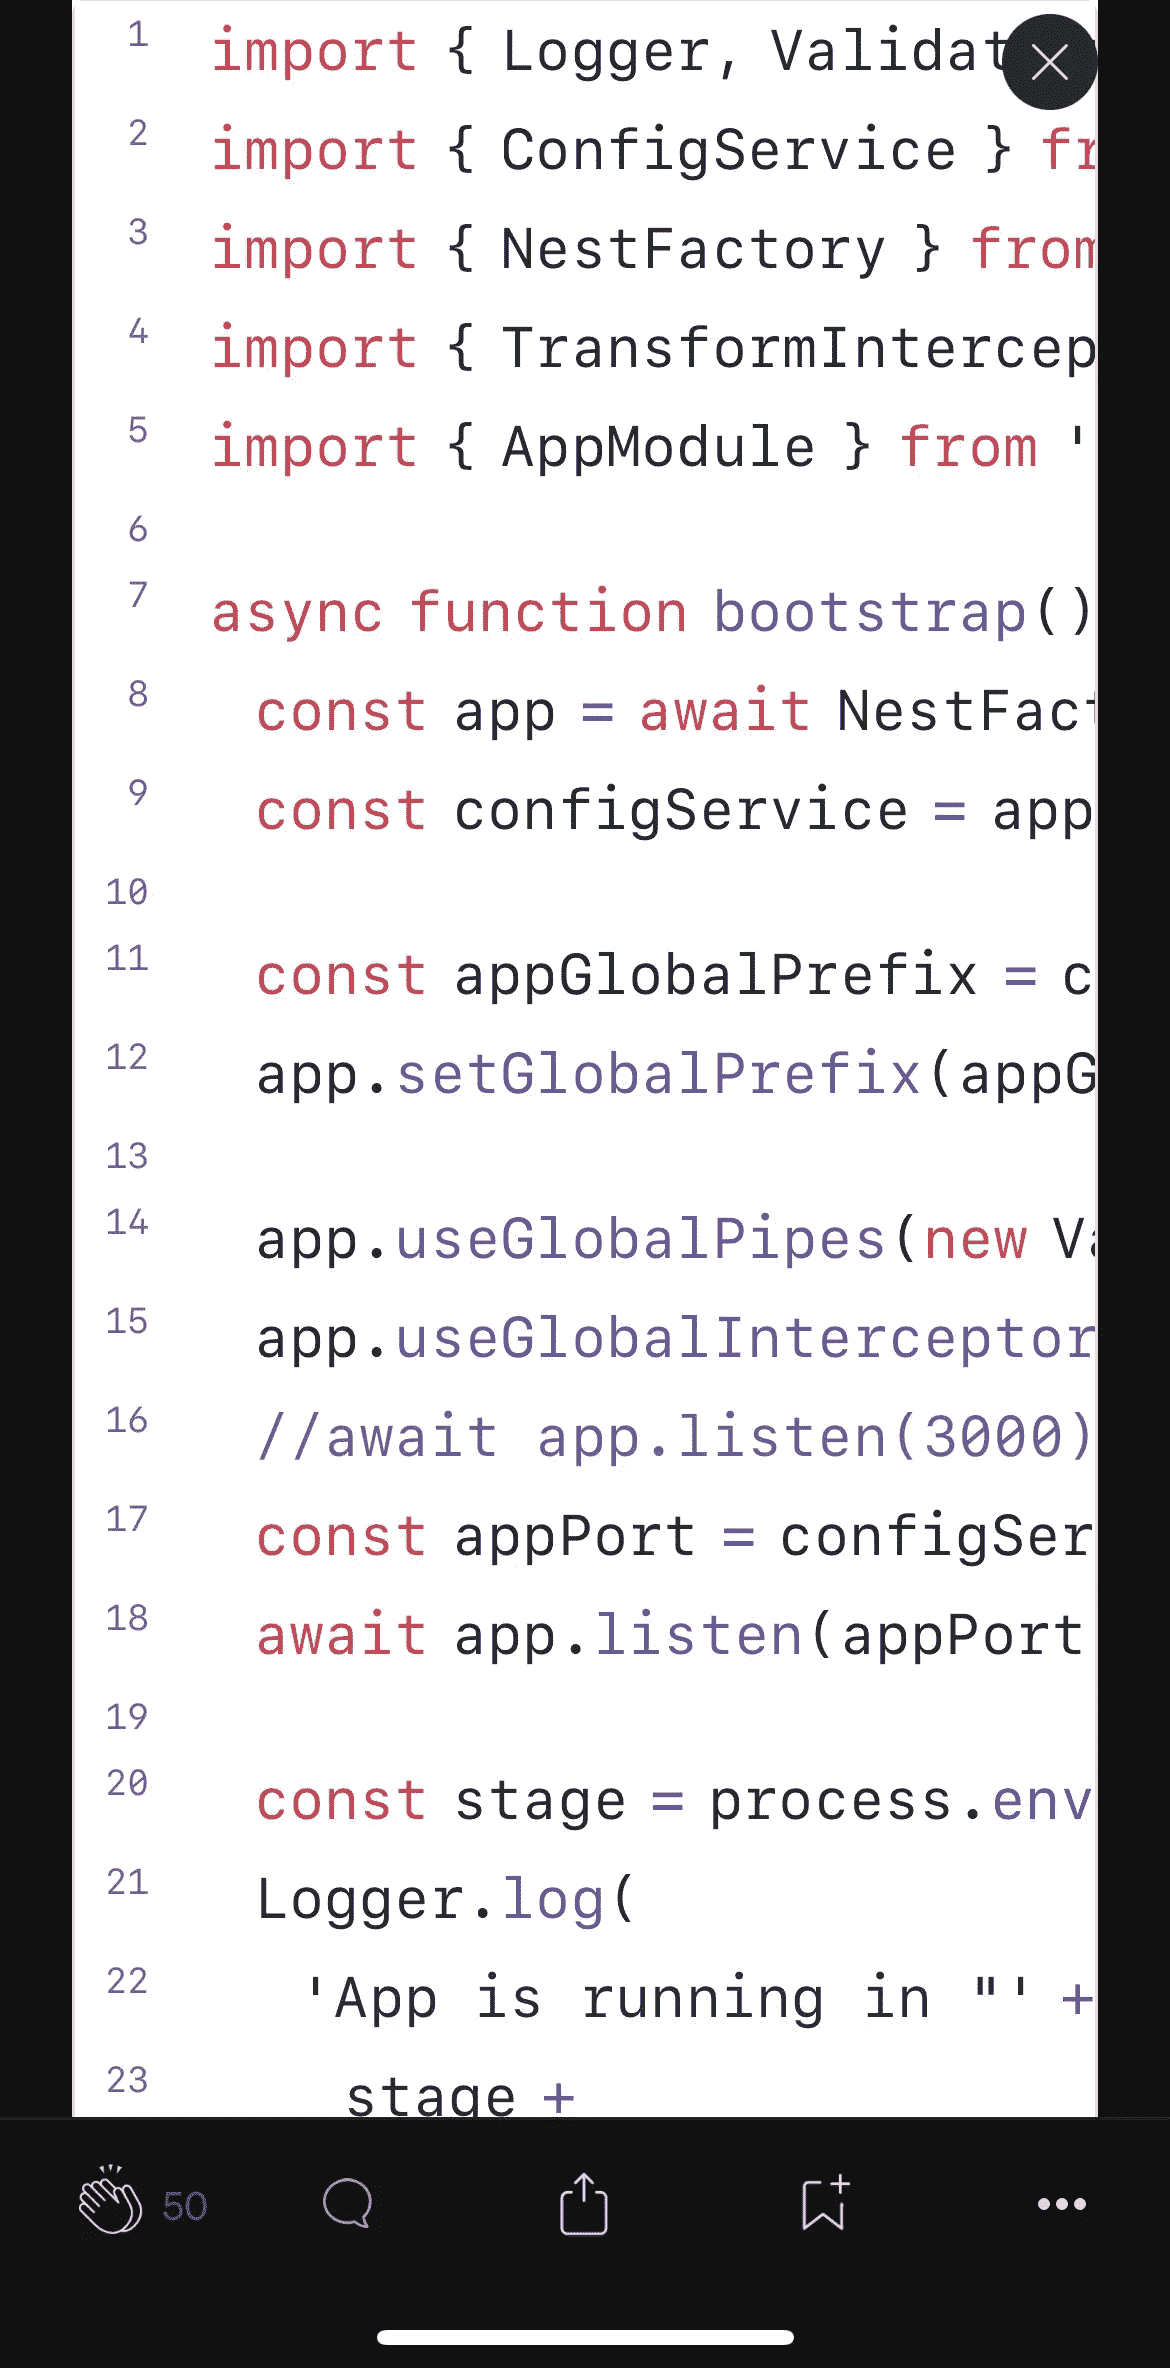 1 import { Logger, Validat
2 import { ConfigService } fr
3 import { NestFactory } from
4 import { TransformIntercep
5 import { AppModule } from '
6
7 async function bootstrap()
8 const app = await NestFact
9 const configService = app
10
11 const appGlobalPrefix = c
12 app.setGlobalPrefix(appG
13
14 app.useGlobalPipes(new Va
15 app.useGlobalInterceptor
16 //await app.listen(3000)
17 const appPort = configSer
18 await app.listen(appPort
19
20 const stage = process.env
21 Logger.log(
22 'App is running in "' +
23 stage +
50